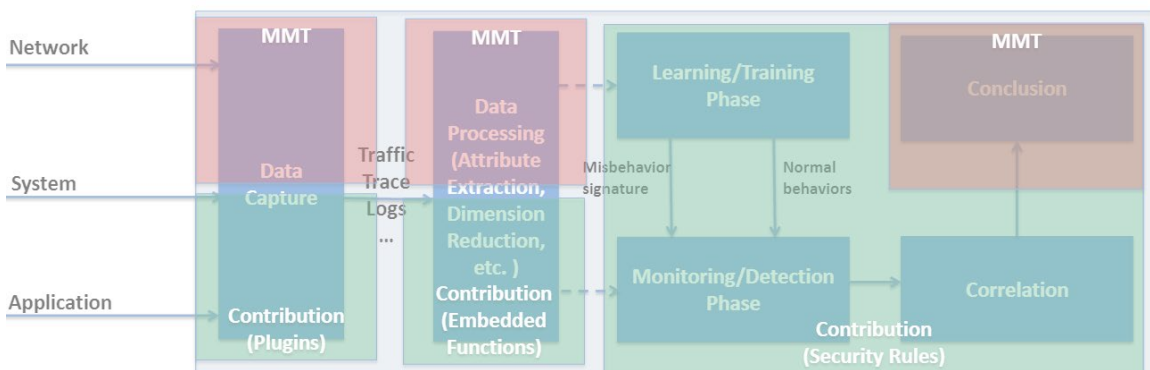 Network
System
Application
MMT
Data
Capture
Contribution
(Plugins)
Traffic
Trace
Logs
...
MMT
Data
Processing
(Attribute
Extraction,
Dimension
Reduction,
etc. )
Contribution
(Embedded
Functions)
Learning/Training
Phase
Misbehavior
signature
Normal
behaviors
Monitoring/Detection
Phase
MMT
Conclusion
Correlation
Contribution
(Security Rules)